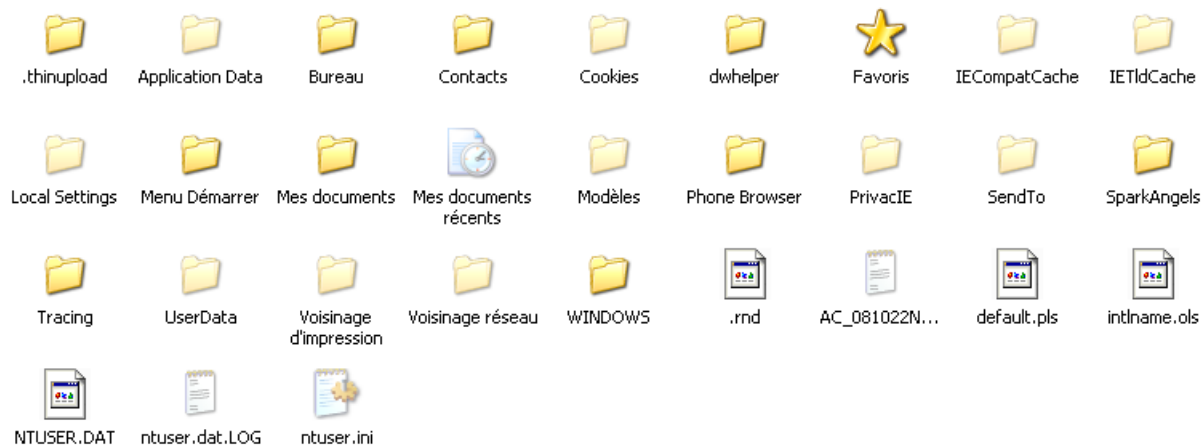 .thinupload Application Data Bureau Contacts Cookies dwhelper Favoris IECompatCache IETldCache
Local Settings Menu Démarrer Mes documents Mes documents récents Modèles Phone Browser PrivacIE SendTo SparkAngels
Tracing UserData Voisinage d'impression Voisinage réseau WINDOWS .rnd AC_081022N... default.pls intlname.ols
NTUSER.DAT ntuser.dat.LOG ntuser.ini